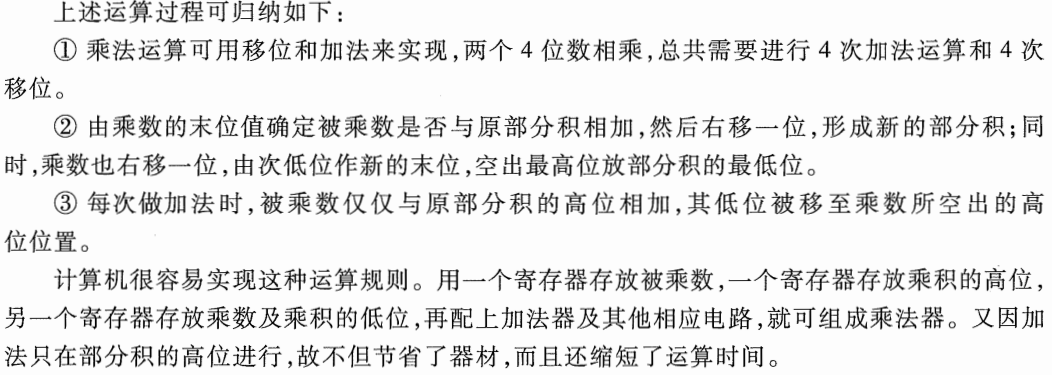 上述运算过程可归纳如下：
① 乘法运算可用移位和加法来实现,两个 4 位数相乘,总共需要进行 4 次加法运算和 4 次
移位。
② 由乘数的末位值确定被乘数是否与原部分积相加,然后右移一位,形成新的部分积;同
时,乘数也右移一位,由次低位作新的末位,空出最高位放部分积的最低位。
③ 每次做加法时,被乘数仅仅与原部分积的高位相加,其低位被移至乘数所空出的高
位位置。
计算机很容易实现这种运算规则。用一个寄存器存放被乘数,一个寄存器存放乘积的高位,
另一个寄存器存放乘数及乘积的低位,再配上加法器及其他相应电路,就可组成乘法器。又因加
法只在部分积的高位进行,故不但节省了器材,而且还缩短了运算时间。